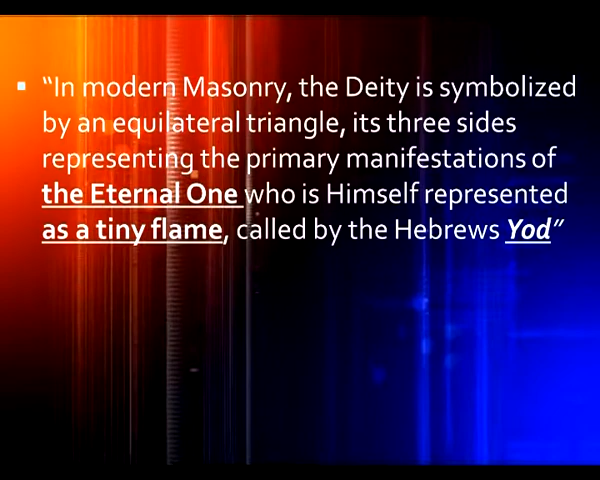 ▪ “In modern Masonry, the Deity is symbolized
by an equilateral triangle, its three sides
representing the primary manifestations of
the Eternal One who is Himself represented
as a tiny flame, called by the Hebrews Yod”